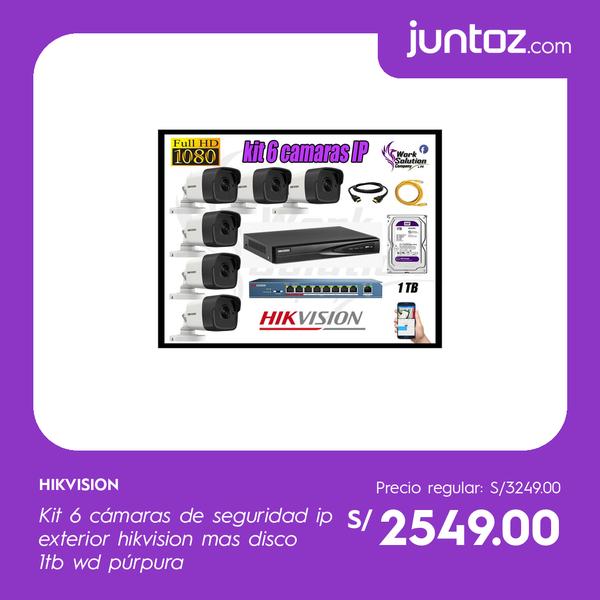 juntoz.com
Full HD
1080
kit 6 camaras IP
Work
Solution
Company
HIKVISION
1 TB
HIKVISION
Precio regular: S/3249.00
Kit 6 cámaras de seguridad ip
exterior hikvision mas disco
1tb wd púrpura
S/ 2549.00